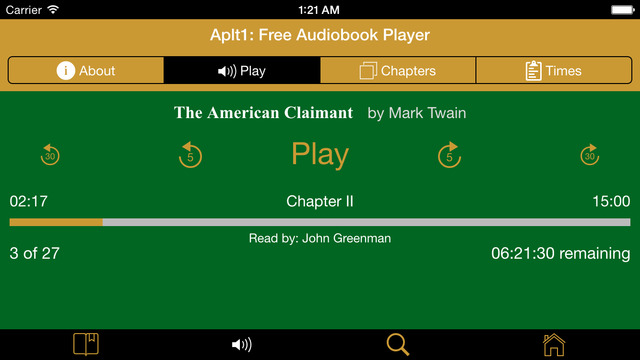 Carrier 1:21 AM
Aplt1: Free Audiobook Player
i About Play Chapters Times
The American Claimant by Mark Twain
30 5 Play 5 30
02:17 Chapter II 15:00
Read by: John Greenman
3 of 27 06:21:30 remaining